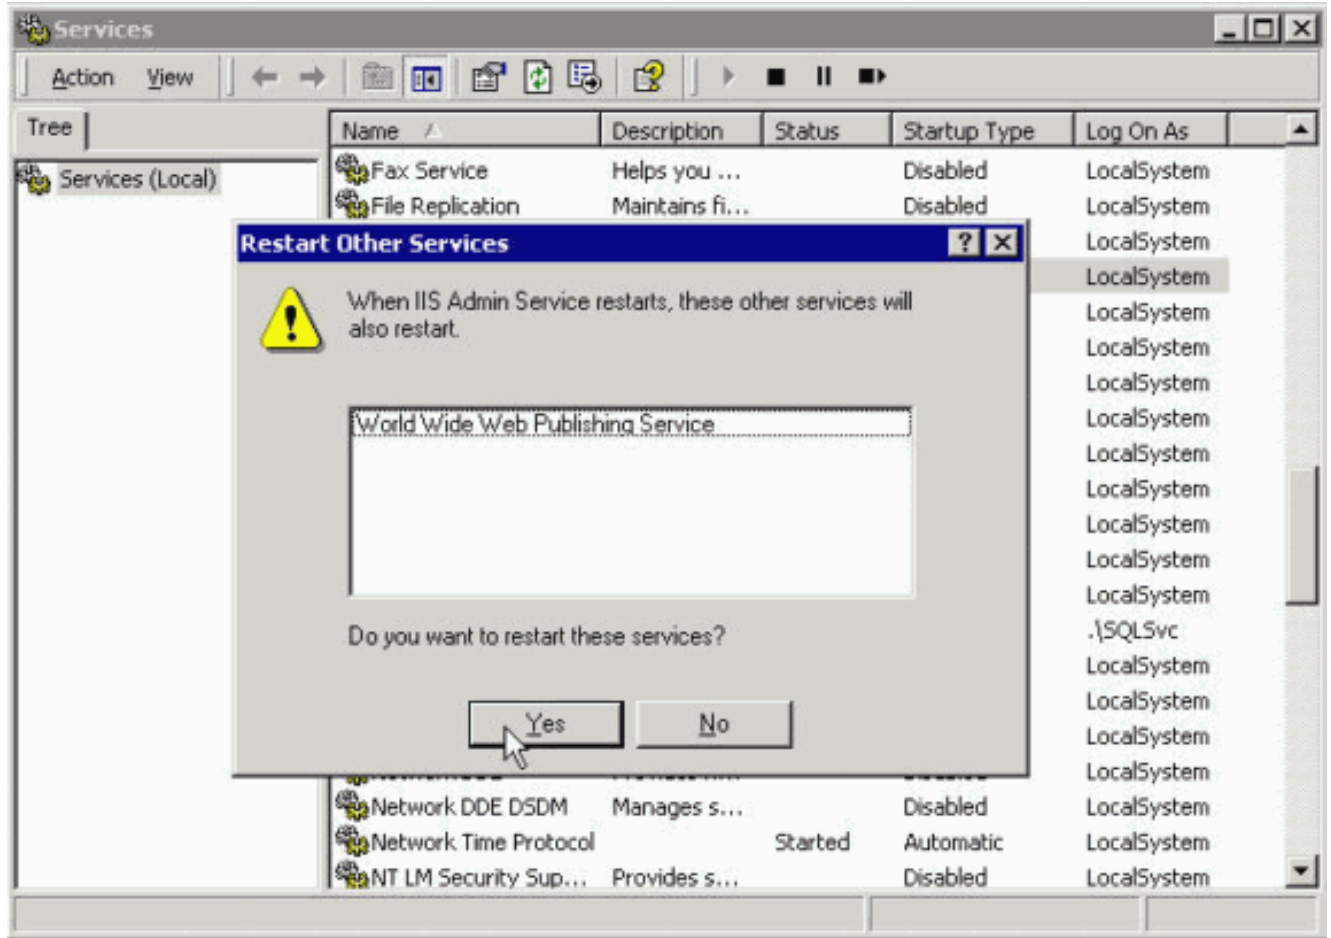 Services
Action View
Tree
Name Description Status Startup Type Log On As
Services (Local)
Fax Service Helps you ... Disabled LocalSystem
File Replication Maintains fi... Disabled LocalSystem
LocalSystem
LocalSystem
LocalSystem
LocalSystem
LocalSystem
LocalSystem
LocalSystem
LocalSystem
LocalSystem
LocalSystem
LocalSystem
.\SQLSvc
LocalSystem
LocalSystem
LocalSystem
LocalSystem
Restart Other Services
When IIS Admin Service restarts, these other services will
also restart.
World Wide Web Publishing Service
Do you want to restart these services?
Yes No
Network DDE DSDM Manages s... Disabled LocalSystem
Network Time Protocol Started Automatic LocalSystem
NT LM Security Sup... Provides s... Disabled LocalSystem